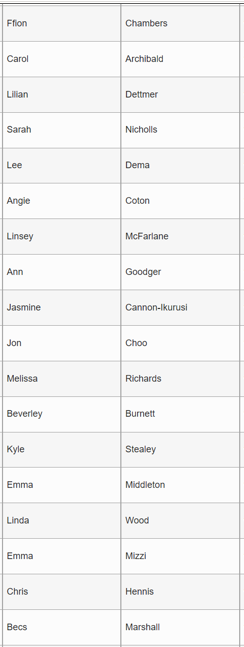 Ffion Chambers
Carol Archibald
Lilian Dettmer
Sarah Nicholls
Lee Dema
Angie Coton
Linsey McFarlane
Ann Goodger
Jasmine Cannon-Ikurusi
Jon Choo
Melissa Richards
Beverley Burnett
Kyle Stealey
Emma Middleton
Linda Wood
Emma Mizzi
Chris Hennis
Becs Marshall